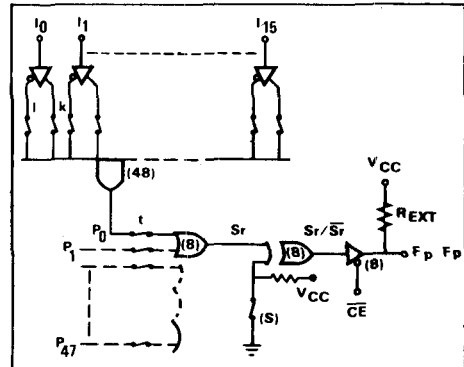 I0 I1 I15
l k
(48)
P0 t
(8) Sr (8) Sr/S̅r̅ (8)
VCC
REXT
Fp Fp
P1
VCC
(S)
C̅E̅
P47